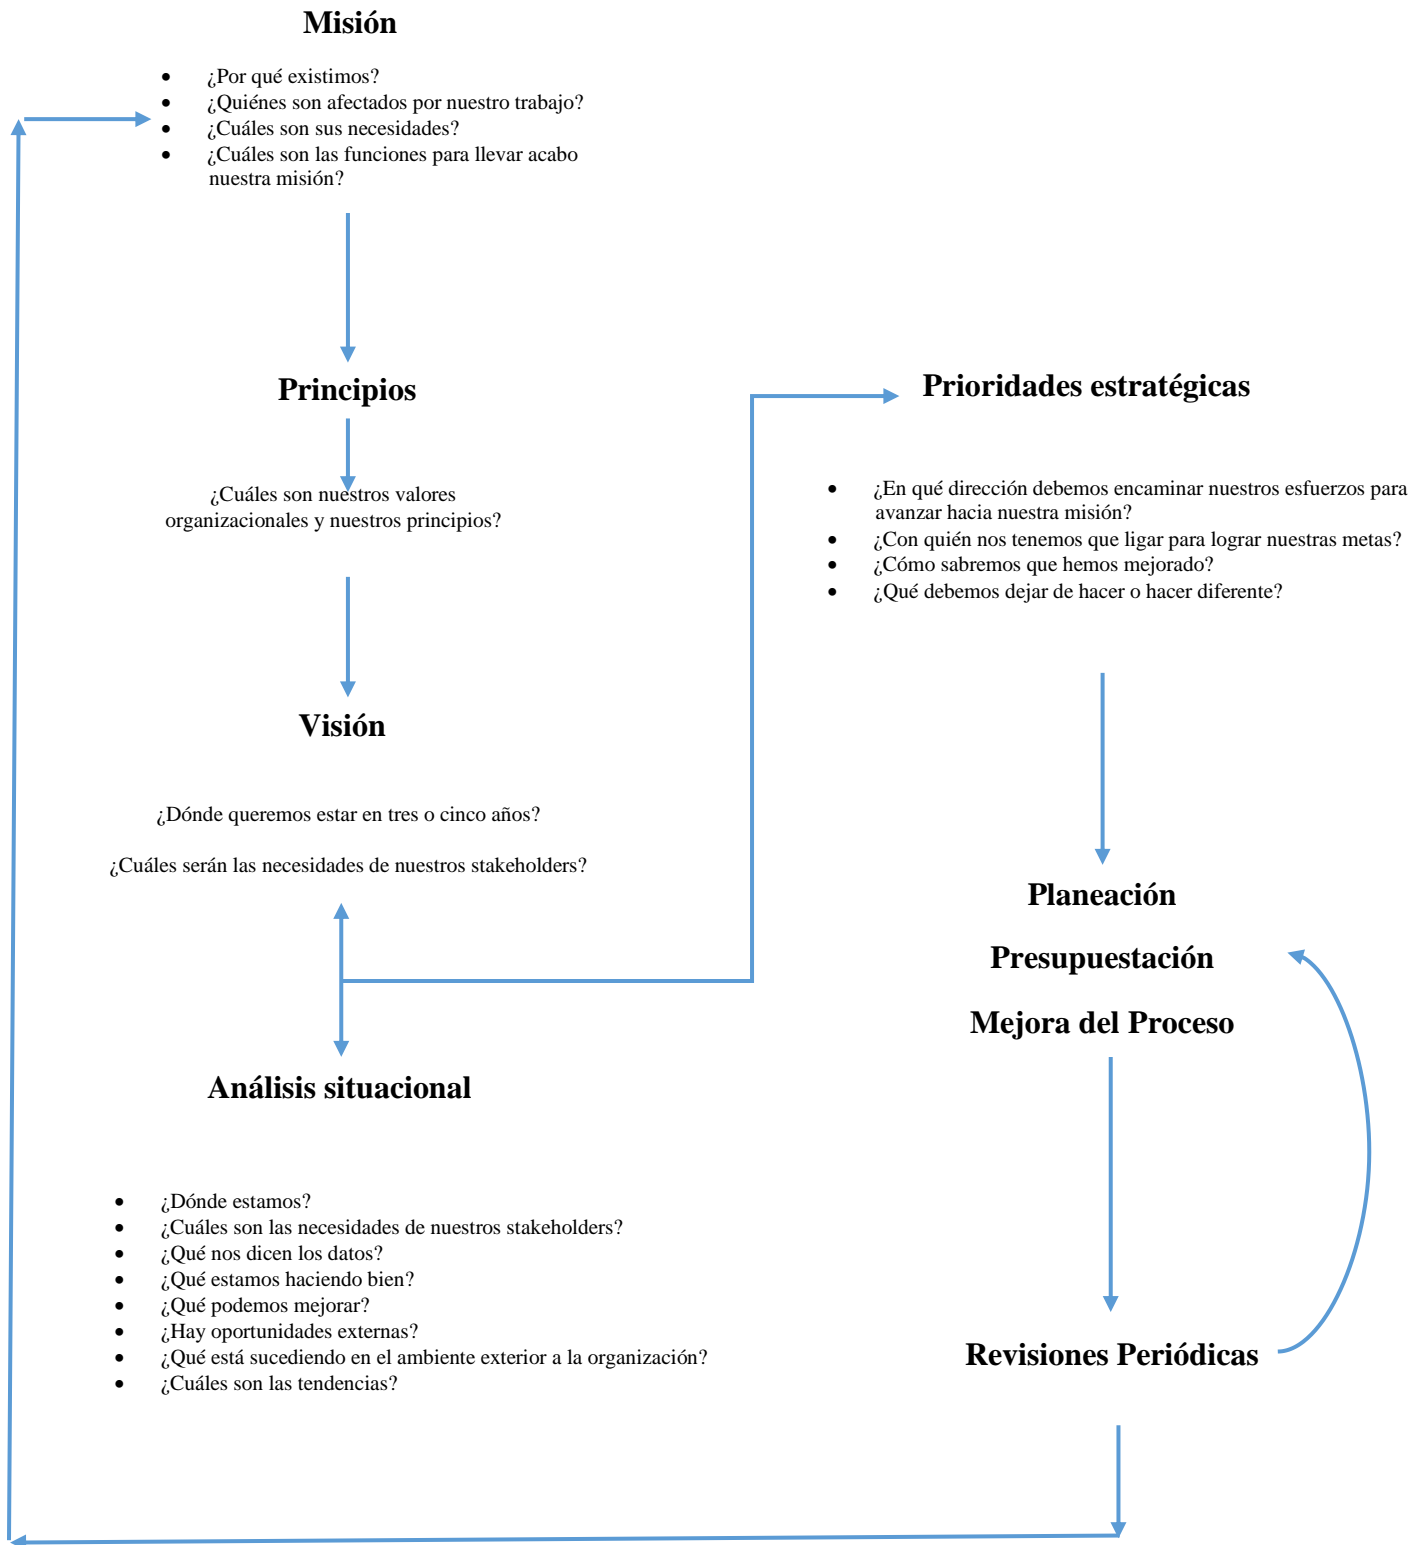 Misión
• ¿Por qué existimos?
• ¿Quiénes son afectados por nuestro trabajo?
• ¿Cuáles son sus necesidades?
• ¿Cuáles son las funciones para llevar acabo
nuestra misión?
Principios
¿Cuáles son nuestros valores
organizacionales y nuestros principios?
Visión
¿Dónde queremos estar en tres o cinco años?
¿Cuáles serán las necesidades de nuestros stakeholders?
Análisis situacional
• ¿Dónde estamos?
• ¿Cuáles son las necesidades de nuestros stakeholders?
• ¿Qué nos dicen los datos?
• ¿Qué estamos haciendo bien?
• ¿Qué podemos mejorar?
• ¿Hay oportunidades externas?
• ¿Qué está sucediendo en el ambiente exterior a la organización?
• ¿Cuáles son las tendencias?
Prioridades estratégicas
• ¿En qué dirección debemos encaminar nuestros esfuerzos para
avanzar hacia nuestra misión?
• ¿Con quién nos tenemos que ligar para lograr nuestras metas?
• ¿Cómo sabremos que hemos mejorado?
• ¿Qué debemos dejar de hacer o hacer diferente?
Planeación
Presupuestación
Mejora del Proceso
Revisiones Periódicas